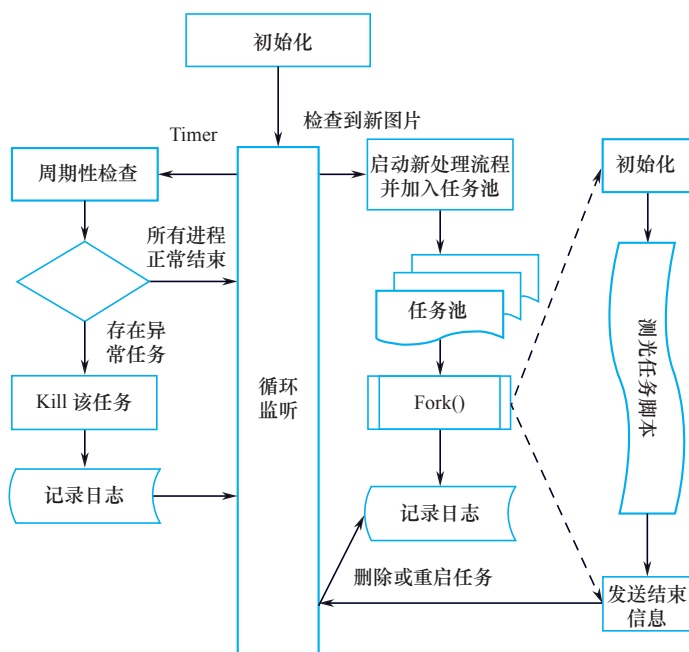 初始化
检查到新图片
Timer
周期性检查
启动新处理流程
并加入任务池
初始化
所有进程
正常结束
任务池
存在异
常任务
测光任务脚本
Kill 该任务
循环
监听
Fork()
记录日志
记录日志
删除或重启任务
发送结束
信息